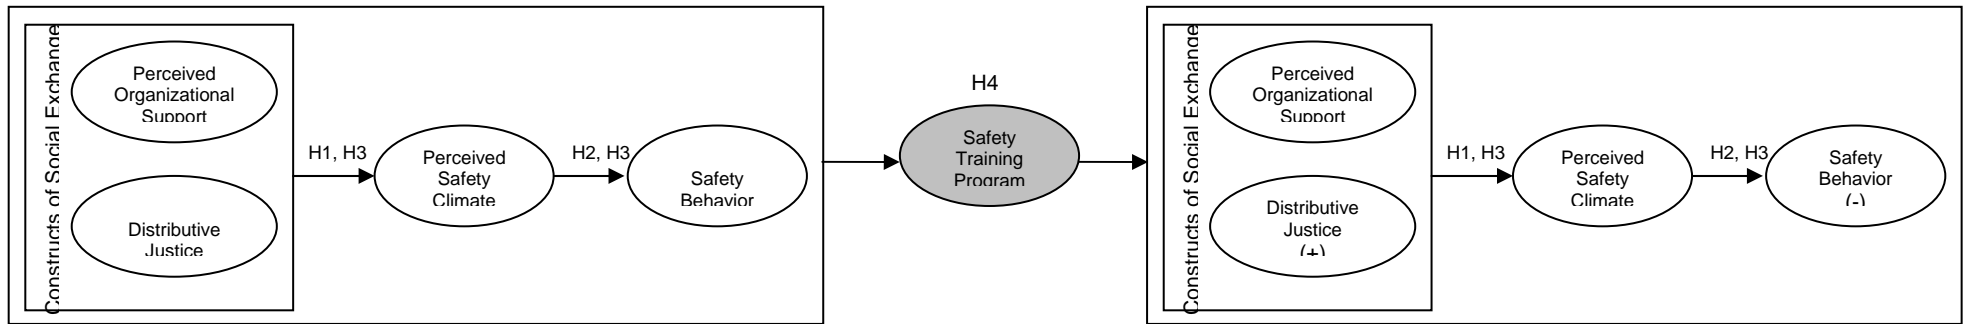 Constructs of Social Exchange
Perceived
Organizational
Support
Distributive
Justice
H1, H3
Perceived
Safety
Climate
H2, H3
Safety
Behavior
H4
Safety
Training
Program
Constructs of Social Exchange
Perceived
Organizational
Support
Distributive
Justice
(+)
H1, H3
Perceived
Safety
Climate
H2, H3
Safety
Behavior
(-)